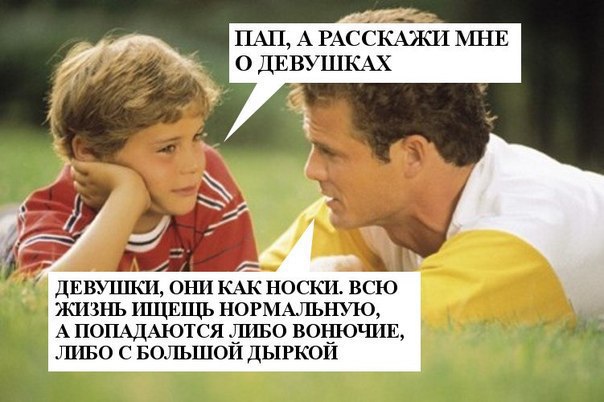 ПАП, А РАССКАЖИ МНЕ
О ДЕВУШКАХ
ДЕВУШКИ, ОНИ КАК НОСКИ. ВСЮ
ЖИЗНЬ ИЩЕЩЬ НОРМАЛЬНУЮ,
А ПОПАДАЮТСЯ ЛИБО ВОНЮЧИЕ,
ЛИБО С БОЛЬШОЙ ДЫРКОЙ